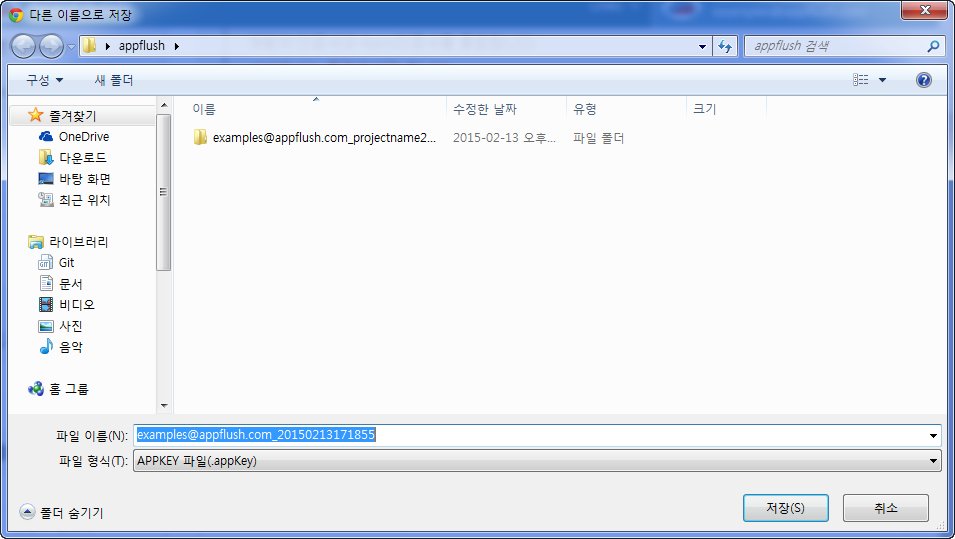 다른 이름으로 저장
appflush
appflush 검색
구성
새 폴더
즐겨찾기
OneDrive
다운로드
바탕 화면
최근 위치
라이브러리
Git
문서
비디오
사진
음악
홈 그룹
이름 수정한 날짜 유형 크기
examples@appflush.com_projectname2... 2015-02-13 오후... 파일 폴더
파일 이름(N): examples@appflush.com_20150213171855
파일 형식(T): APPKEY 파일(.appKey)
폴더 숨기기
저장(S)
취소